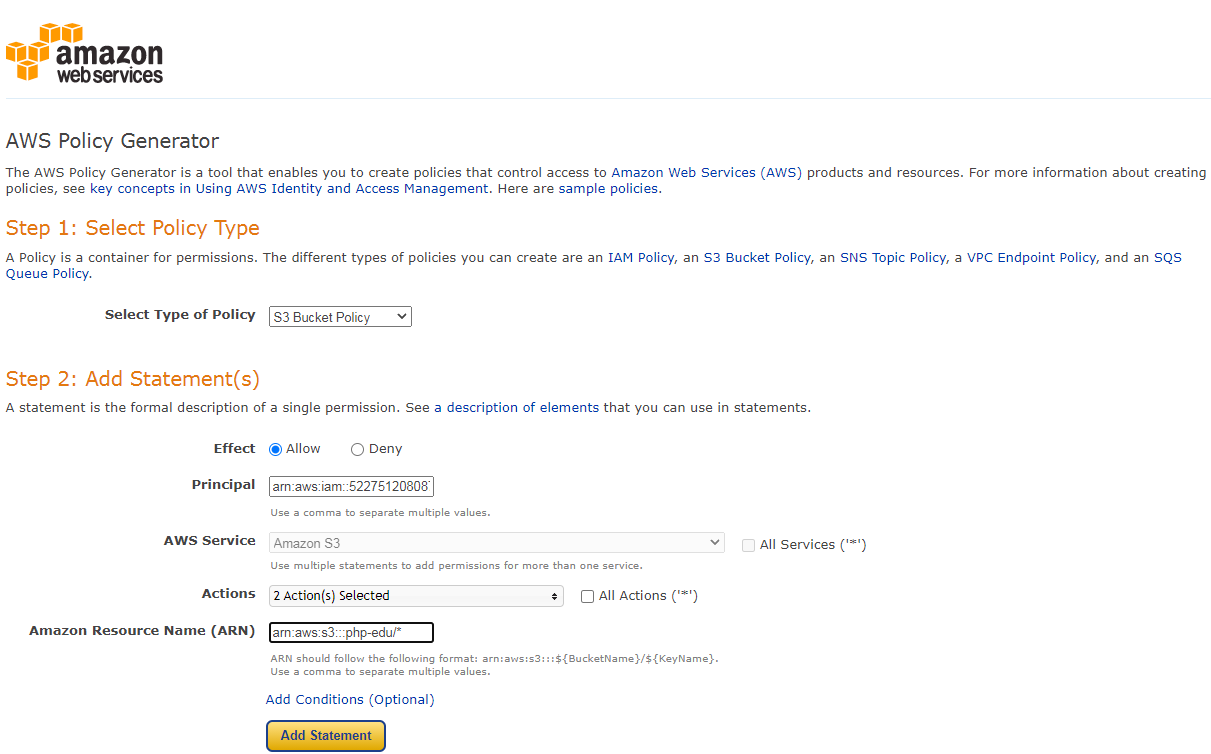 amazon
web services
AWS Policy Generator
The AWS Policy Generator is a tool that enables you to create policies that control access to Amazon Web Services (AWS) products and resources. For more information about creating
policies, see key concepts in Using AWS Identity and Access Management. Here are sample policies.
Step 1: Select Policy Type
A Policy is a container for permissions. The different types of policies you can create are an IAM Policy, an S3 Bucket Policy, an SNS Topic Policy, a VPC Endpoint Policy, and an SQS
Queue Policy.
Select Type of Policy S3 Bucket Policy
Step 2: Add Statement(s)
A statement is the formal description of a single permission. See a description of elements that you can use in statements.
Effect Allow Deny
Principal arn:aws:iam::52275120808
Use a comma to separate multiple values.
AWS Service Amazon S3 All Services ('*')
Use multiple statements to add permissions for more than one service.
Actions 2 Action(s) Selected All Actions ('*')
Amazon Resource Name (ARN) arn:aws:s3:::php-edu/*
ARN should follow the following format: arn:aws:s3:::${BucketName}/${KeyName}.
Use a comma to separate multiple values.
Add Conditions (Optional)
Add Statement